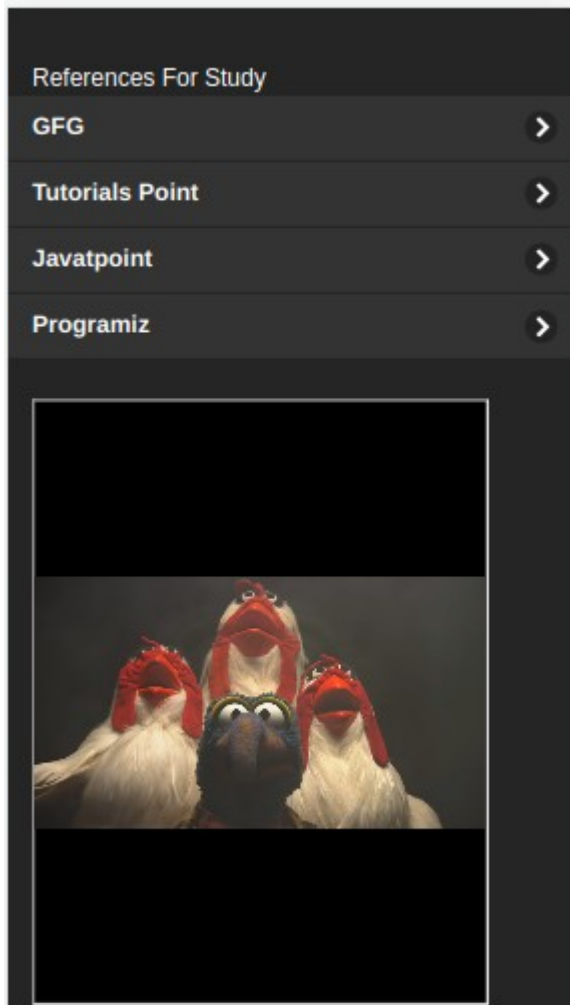 References For Study
GFG
Tutorials Point
Javatpoint
Programiz